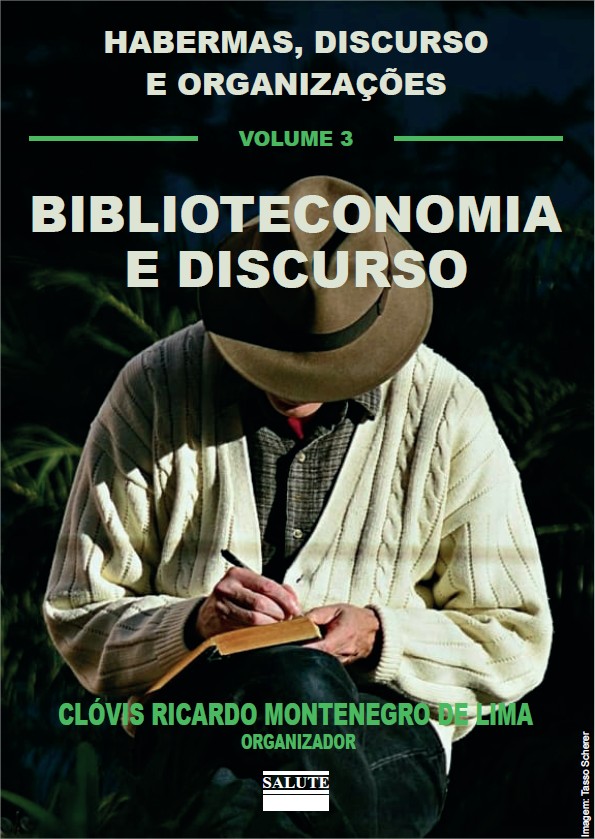 HABERMAS, DISCURSO
E ORGANIZAÇÕES
VOLUME 3
BIBLIOTECONOMIA
E DISCURSO
CLÓVIS RICARDO MONTENEGRO DE LIMA
ORGANIZADOR
SALUTE
Imagem: Tasso Scherer